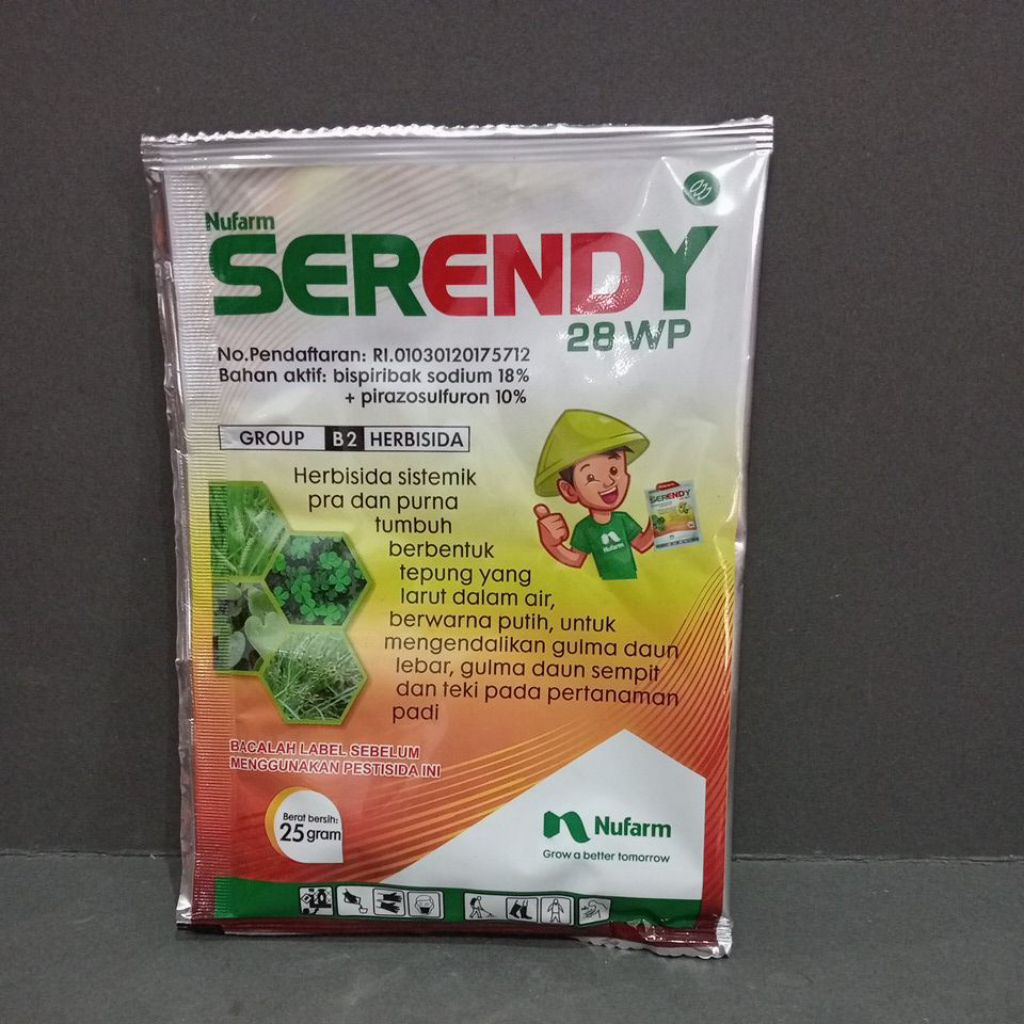 Nufarm
SERENDY
28 WP
No.Pendaftaran: RI.01030120175712
Bahan aktif: bispiribak sodium 18%
+ pirazosulfuron 10%
GROUP B2 HERBISIDA
Herbisida sistemik
pra dan purna
tumbuh
berbentuk
tepung yang
larut dalam air,
berwarna putih, untuk
mengendalikan gulma daun
lebar, gulma daun sempit
dan teki pada pertanaman
padi
SERENDY
Nufarm
BACALAH LABEL SEBELUM
MENGGUNAKAN PESTISIDA INI
Berat bersih:
25 gram
Nufarm
Grow a better tomorrow